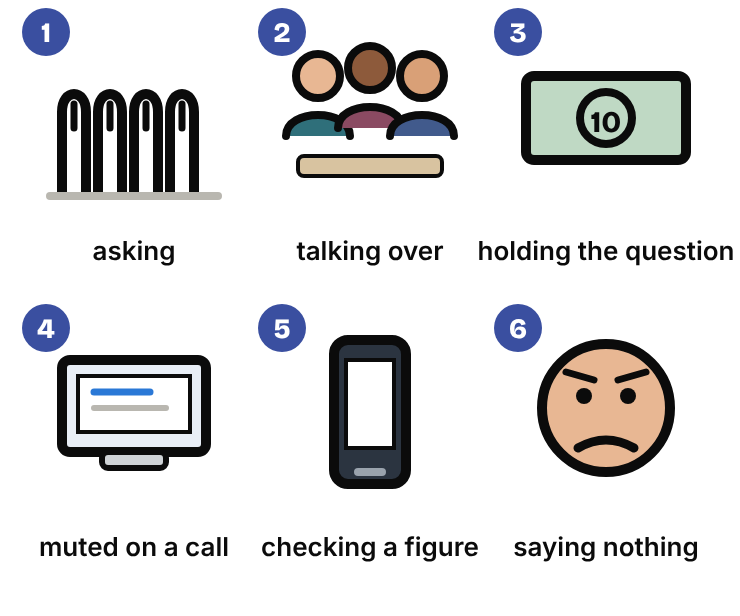 1
2
3
10
asking
talking over
holding the question
4
5
6
muted on a call
checking a figure
saying nothing